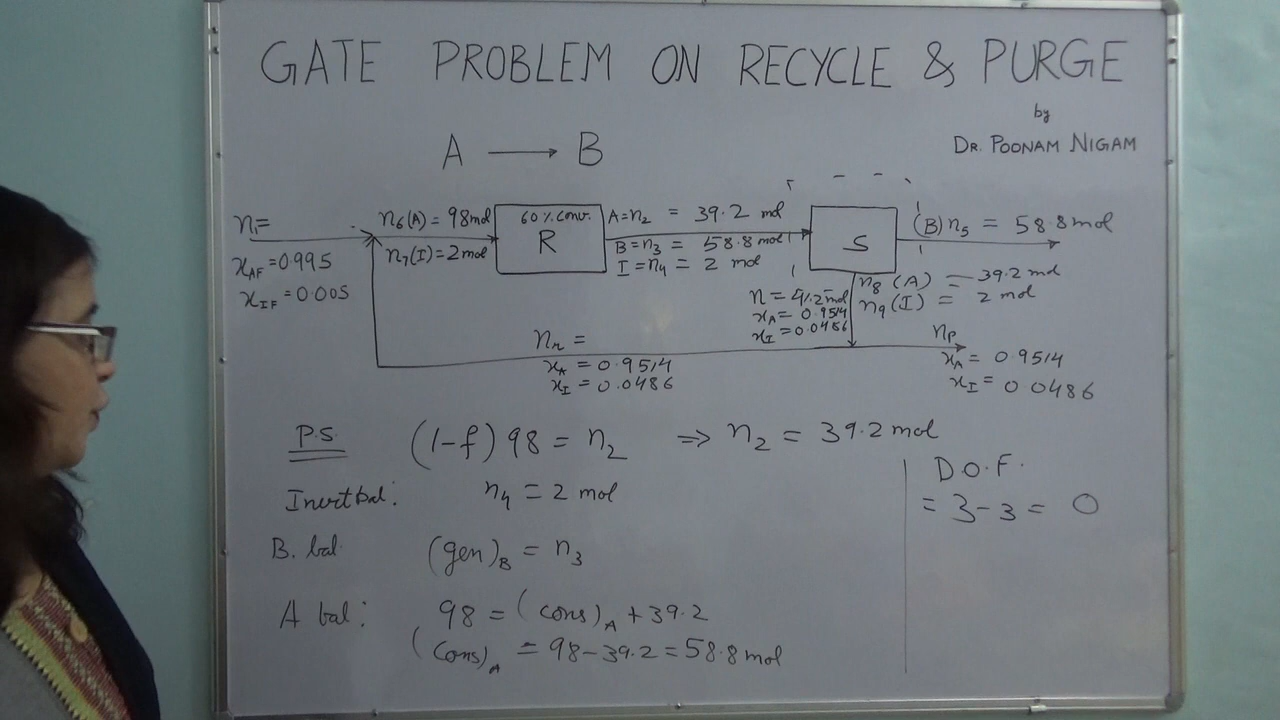 GATE PROBLEM ON RECYCLE & PURGE
by
DR. POONAM NIGAM
A → B
n₁=
x_AF = 0.995
x_IF = 0.005
n₆(A) = 98 mol
n₇(I) = 2 mol
60 % conv.
R
A = n₂ = 39.2 mol
B = n₃ = 58.8 mol
I = n₄ = 2 mol
S
(B) n₅ = 58.8 mol
n₈ (A) = 39.2 mol
n₉ (I) = 2 mol
n = 41.2 mol
x_A = 0.9514
x_I = 0.0486
n_r =
x_A = 0.9514
x_I = 0.0486
n_p
x_A = 0.9514
x_I = 0.0486
P.S (1-f) 98 = n₂ ⇒ n₂ = 39.2 mol
Inert bal: n₄ = 2 mol
B. bal (gen)_B = n₃
A bal: 98 = (cons)_A + 39.2
(cons)_A = 98-39.2 = 58.8 mol
D.O.F.
= 3-3 = 0